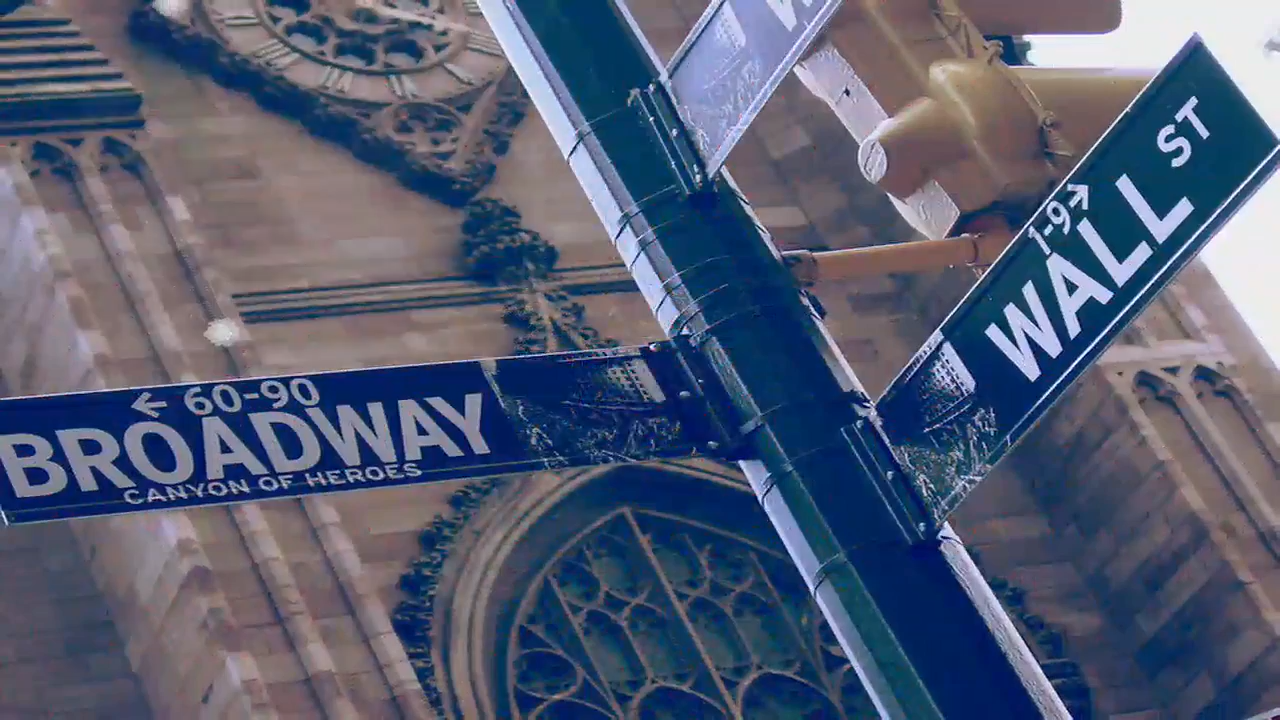 ← 60-90
BROADWAY
CANYON OF HEROES
1-9→
WALL ST